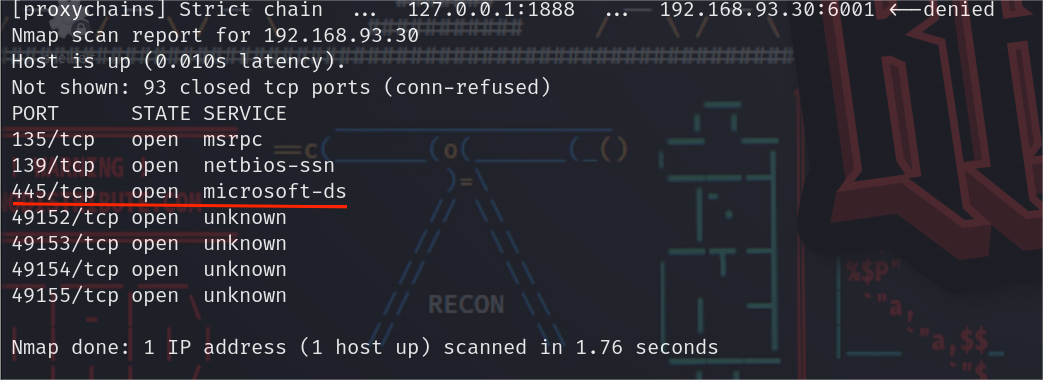 [proxychains] Strict chain  ...  127.0.0.1:1888  ...  192.168.93.30:6001 <--denied
Nmap scan report for 192.168.93.30
Host is up (0.010s latency).
Not shown: 93 closed tcp ports (conn-refused)
PORT      STATE SERVICE
135/tcp   open  msrpc
139/tcp   open  netbios-ssn
445/tcp   open  microsoft-ds
49152/tcp open  unknown
49153/tcp open  unknown
49154/tcp open  unknown
49155/tcp open  unknown
RECON
Nmap done: 1 IP address (1 host up) scanned in 1.76 seconds